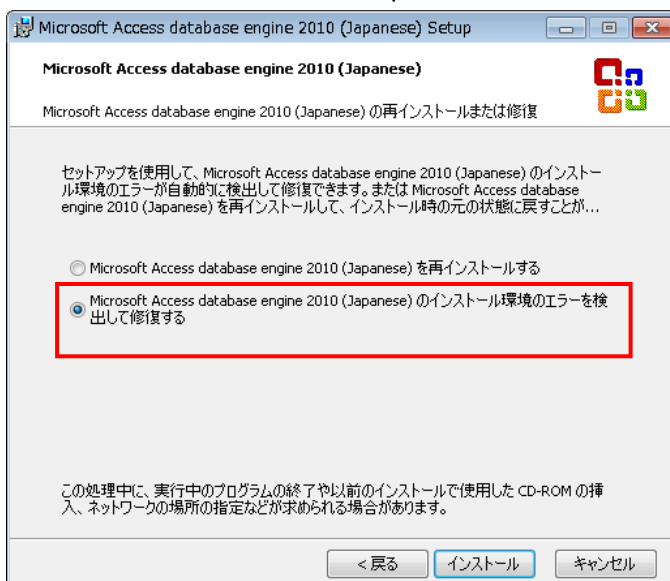 Microsoft Access database engine 2010 (Japanese) Setup
Microsoft Access database engine 2010 (Japanese)
Microsoft Access database engine 2010 (Japanese) の再インストールまたは修復
セットアップを使用して、Microsoft Access database engine 2010 (Japanese) のインストー
ル環境のエラーが自動的に検出して修復できます。または Microsoft Access database
engine 2010 (Japanese) を再インストールして、インストール時の元の状態に戻すことが...
Microsoft Access database engine 2010 (Japanese) を再インストールする
Microsoft Access database engine 2010 (Japanese) のインストール環境のエラーを検
出して修復する
この処理中に、実行中のプログラムの終了や以前のインストールで使用した CD-ROM の挿
入、ネットワークの場所の指定などが求められる場合があります。
< 戻る
インストール
キャンセル